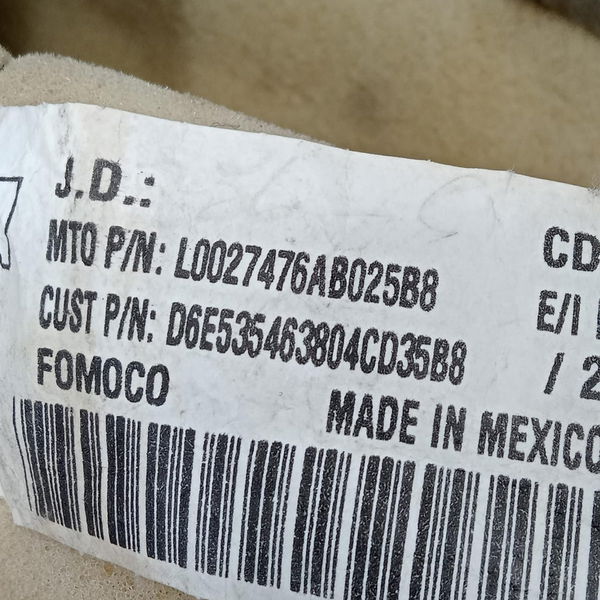 J.D.:
MTO P/N: L0027476AB025B8
CD
CUST P/N: D6E535463804CD35B8
E/I
FOMOCO
/ 2
MADE IN MEXICO